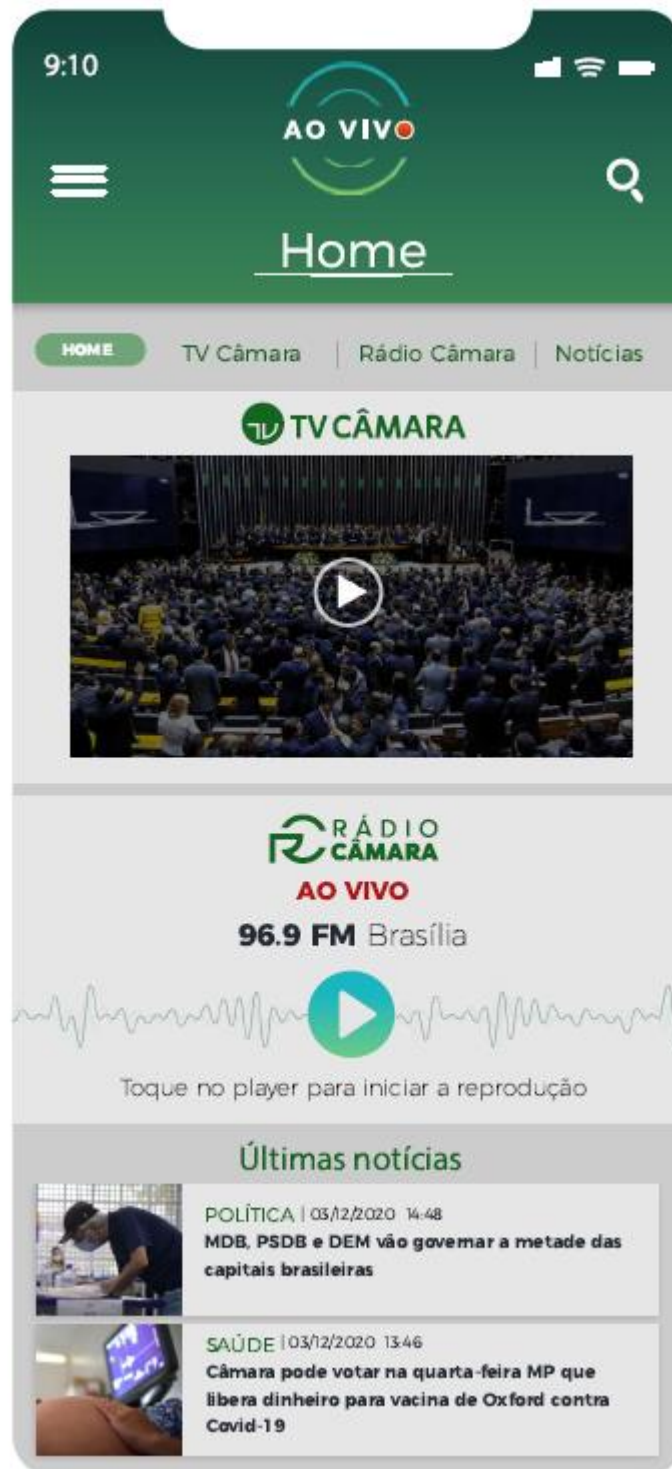 9:10
AO VIVO
Home
HOME TV Câmara | Rádio Câmara | Notícias
TV CÂMARA
RÁDIO
CÂMARA
AO VIVO
96.9 FM Brasília
Toque no player para iniciar a reprodução
Últimas notícias
POLÍTICA | 03/12/2020 14:48
MDB, PSDB e DEM vão governar a metade das
capitais brasileiras
SAÚDE | 03/12/2020 13:46
Câmara pode votar na quarta-feira MP que
libera dinheiro para vacina de Oxford contra
Covid-19